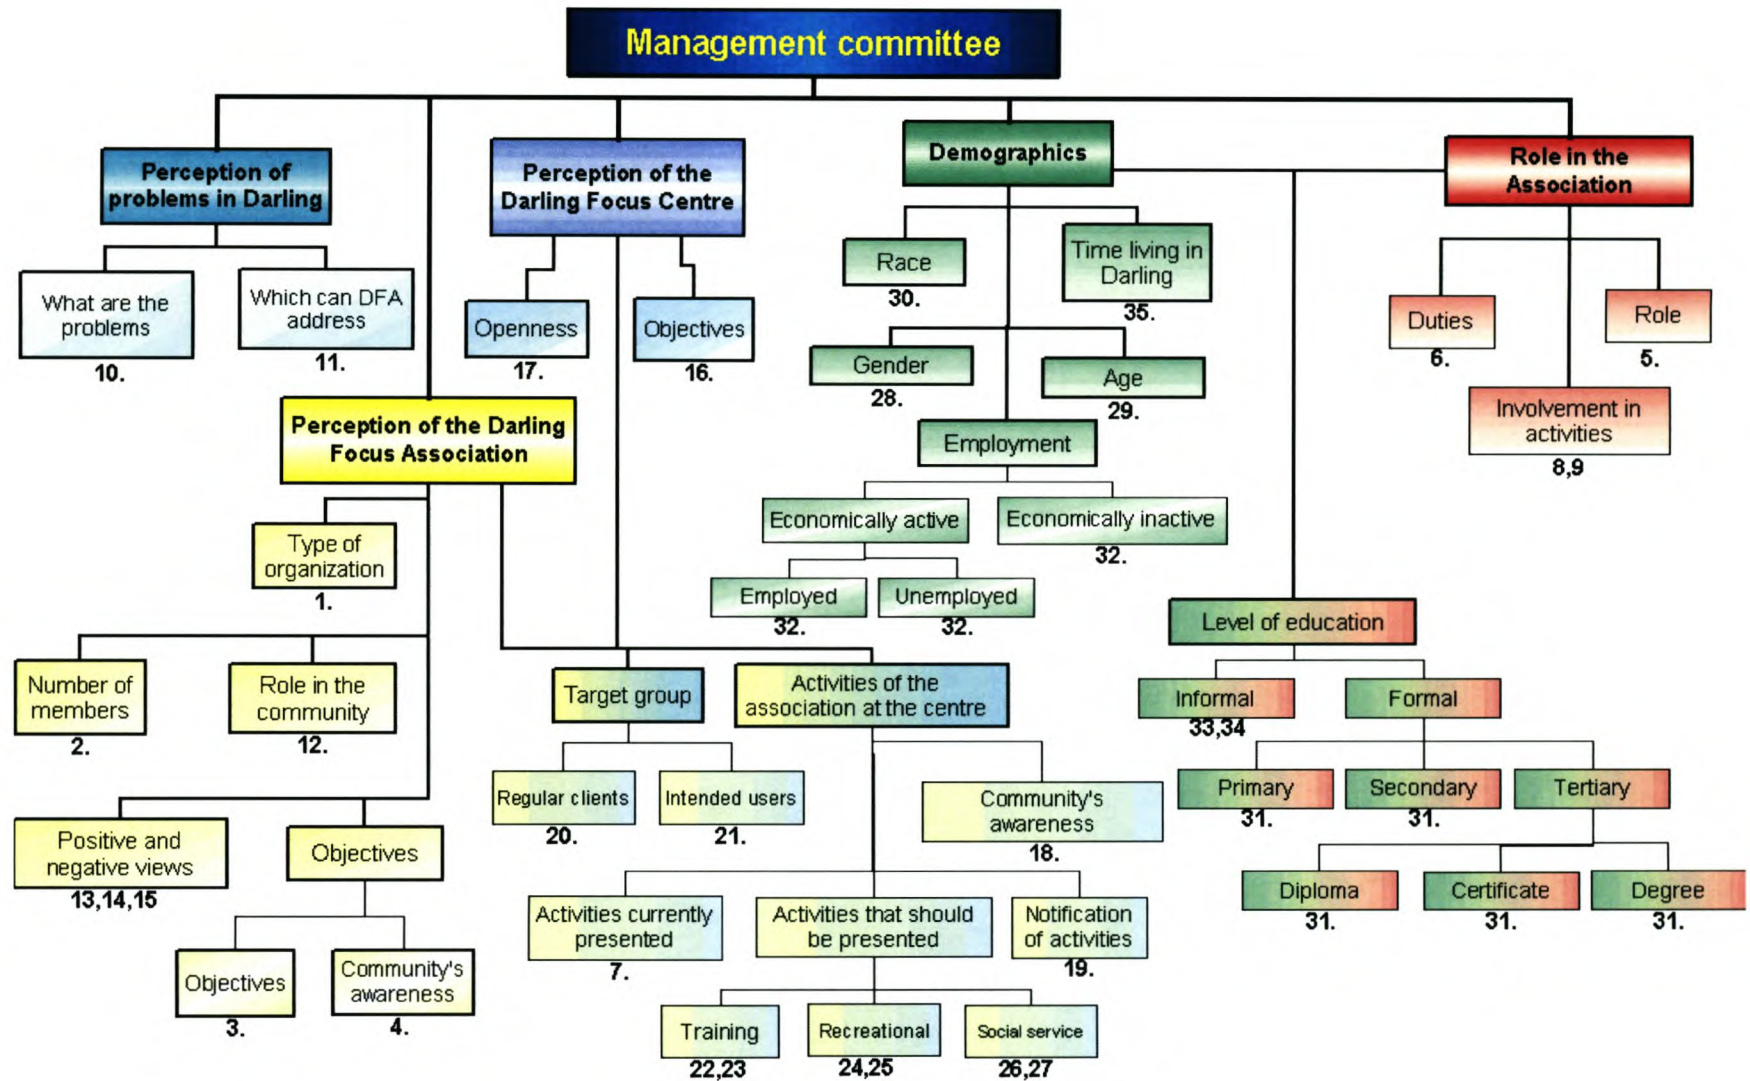 Management committee
Perception of
problems in Darling
What are the
problems
10.
Which can DFA
address
11.
Perception of the
Darling Focus Centre
Openness
17.
Objectives
16.
Demographics
Race
30.
Time living in
Darling
35.
Gender
28.
Age
29.
Employment
Economically active
Economically inactive
32.
Employed
32.
Unemployed
32.
Role in the
Association
Duties
6.
Role
5.
Involvement in
activities
8,9
Perception of the Darling
Focus Association
Type of
organization
1.
Number of
members
2.
Role in the
community
12.
Positive and
negative views
13,14,15
Objectives
Objectives
3.
Community's
awareness
4.
Target group
Regular clients
20.
Intended users
21.
Activities of the
association at the centre
Community's
awareness
18.
Activities currently
presented
7.
Activities that should
be presented
Notification
of activities
19.
Training
22,23
Recreational
24,25
Social service
26,27
Level of education
Informal
33,34
Formal
Primary
31.
Secondary
31.
Tertiary
Diploma
31.
Certificate
31.
Degree
31.